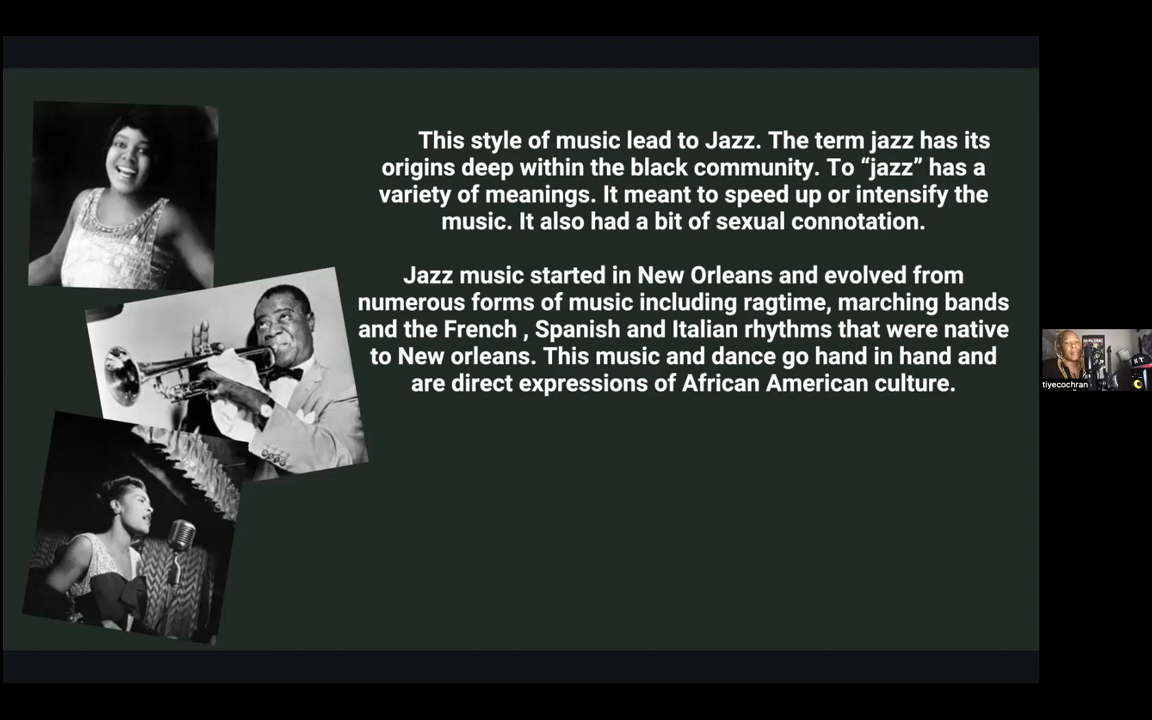 This style of music lead to Jazz. The term jazz has its
origins deep within the black community. To “jazz” has a
variety of meanings. It meant to speed up or intensify the
music. It also had a bit of sexual connotation.
Jazz music started in New Orleans and evolved from
numerous forms of music including ragtime, marching bands
and the French , Spanish and Italian rhythms that were native
to New orleans. This music and dance go hand in hand and
are direct expressions of African American culture.
tiyecochran